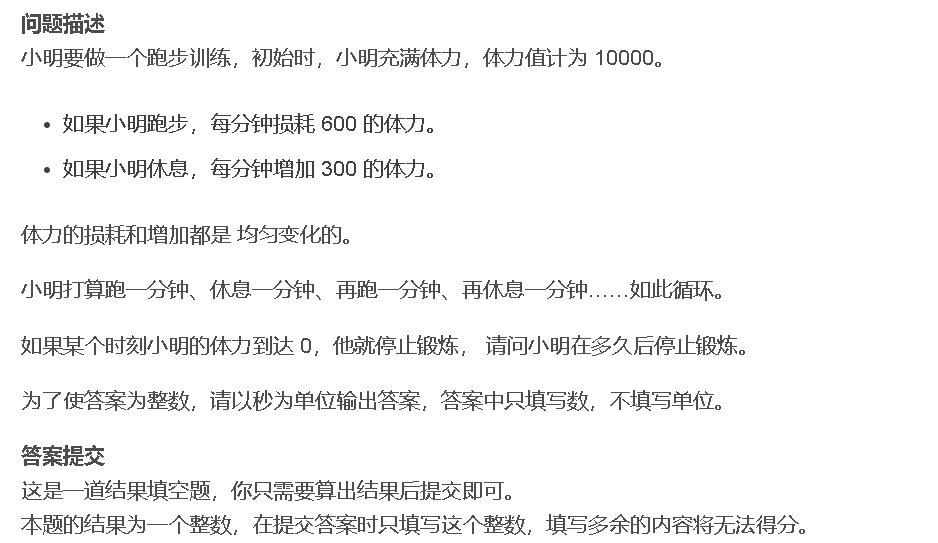 问题描述
小明要做一个跑步训练，初始时，小明充满体力，体力值计为 10000。
• 如果小明跑步，每分钟损耗 600 的体力。
• 如果小明休息，每分钟增加 300 的体力。
体力的损耗和增加都是 均匀变化的。
小明打算跑一分钟、休息一分钟、再跑一分钟、再休息一分钟……如此循环。
如果某个时刻小明的体力到达 0，他就停止锻炼， 请问小明在多久后停止锻炼。
为了使答案为整数，请以秒为单位输出答案，答案中只填写数，不填写单位。
答案提交
这是一道结果填空题，你只需要算出结果后提交即可。
本题的结果为一个整数，在提交答案时只填写这个整数，填写多余的内容将无法得分。